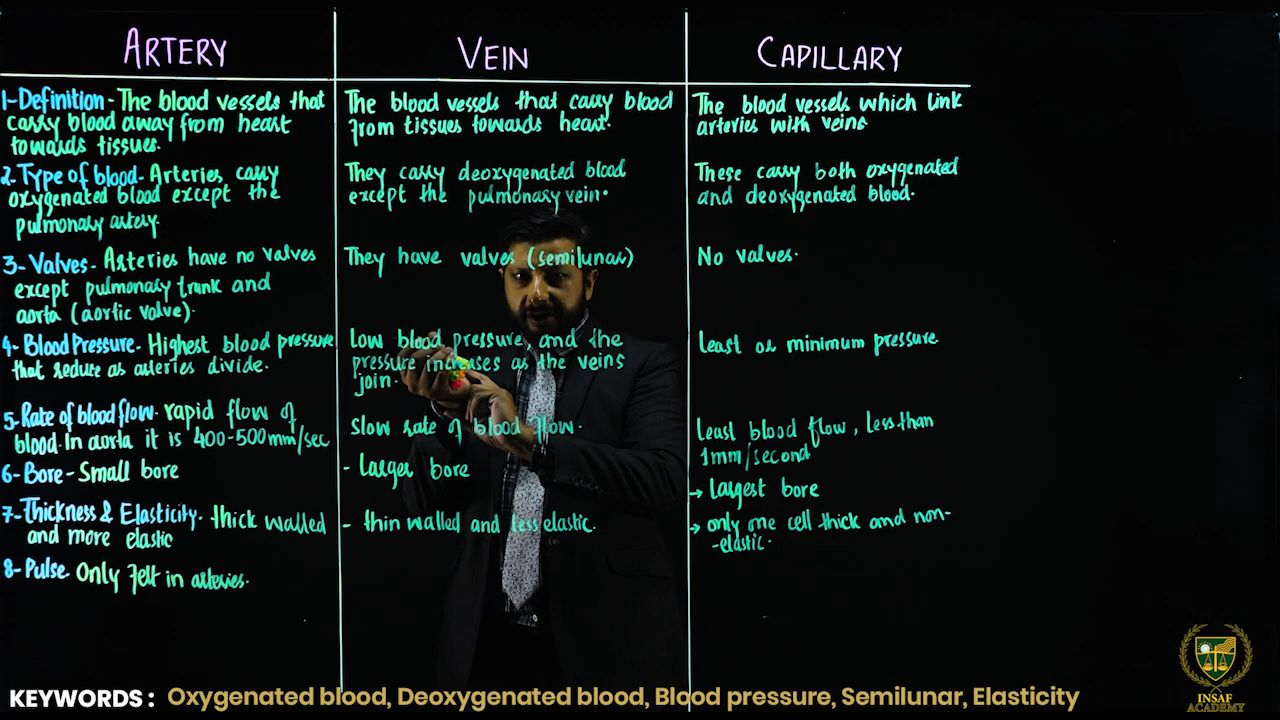 ARTERY
1-Definition- The blood vessels that
carry blood away from heart
towards tissues.
2-Type of blood- Arteries carry
oxygenated blood except the
pulmonary artery.
3-Valves- Arteries have no valves
except pulmonary trunk and
aorta (aortic valve).
4-Blood Pressure- Highest blood pressure
that reduce as arteries divide.
5-Rate of blood flow- rapid flow of
blood. In aorta it is 400-500mm/sec
6-Bore- Small bore
7-Thickness & Elasticity- thick walled
and more elastic
8-Pulse. Only felt in arteries.
VEIN
The blood vessels that carry blood
from tissues towards heart.
They carry deoxygenated blood
except the pulmonary vein.
They have valves (semilunar)
Low blood pressure, and the
pressure increases as the veins
join.
Slow rate of blood flow.
- Larger bore
- thin walled and less elastic.
CAPILLARY
The blood vessels which link
arteries with veins
These carry both oxygenated
and deoxygenated blood.
No valves.
Least or minimum pressure.
Least blood flow, less than
1mm/second
→ Largest bore
→ only one cell thick and non-
-elastic.
KEYWORDS: Oxygenated blood, Deoxygenated blood, Blood pressure, Semilunar, Elasticity
INSAF
ACADEMY